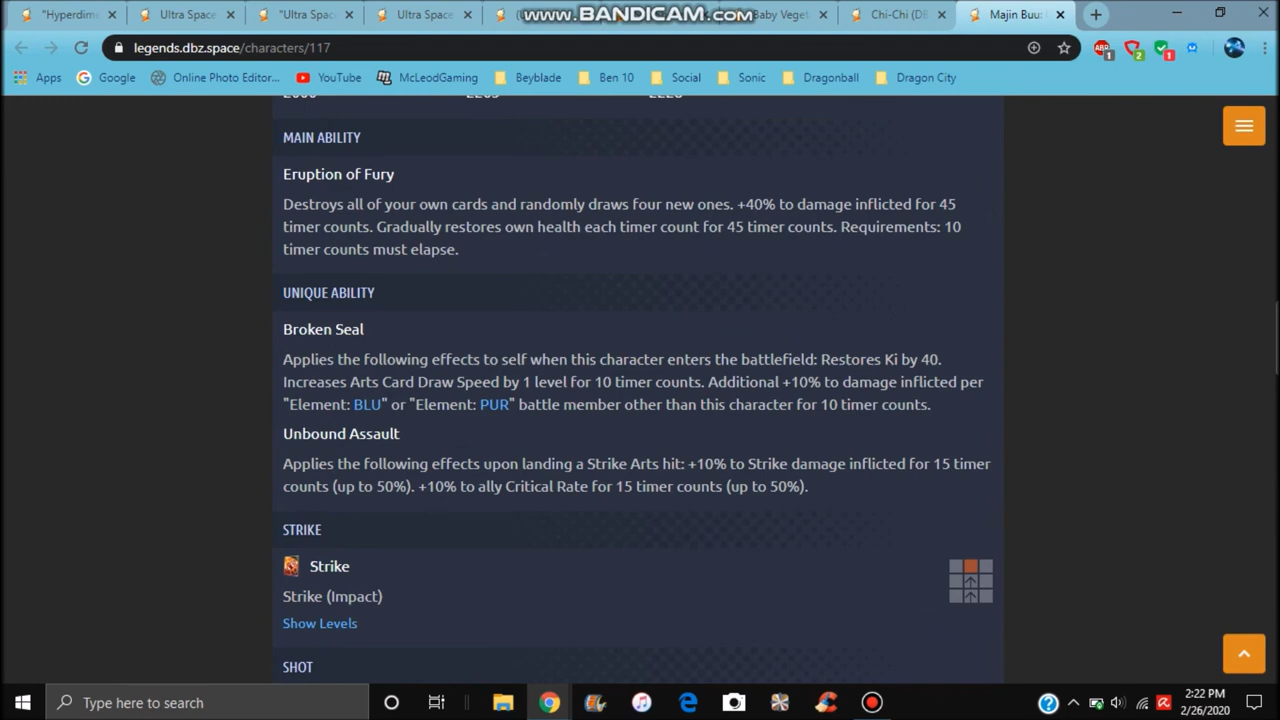 "Hyperdime
Ultra Space
"Ultra Spac
Ultra Space
www.BANDICAM.com
Baby Veget
Chi-Chi (DB
Majin Buu:
legends.dbz.space/characters/117
Apps
Google
Online Photo Editor...
YouTube
McLeodGaming
Beyblade
Ben 10
Social
Sonic
Dragonball
Dragon City
MAIN ABILITY
Eruption of Fury
Destroys all of your own cards and randomly draws four new ones. +40% to damage inflicted for 45
timer counts. Gradually restores own health each timer count for 45 timer counts. Requirements: 10
timer counts must elapse.
UNIQUE ABILITY
Broken Seal
Applies the following effects to self when this character enters the battlefield: Restores Ki by 40.
Increases Arts Card Draw Speed by 1 level for 10 timer counts. Additional +10% to damage inflicted per
"Element: BLU" or "Element: PUR" battle member other than this character for 10 timer counts.
Unbound Assault
Applies the following effects upon landing a Strike Arts hit: +10% to Strike damage inflicted for 15 timer
counts (up to 50%). +10% to ally Critical Rate for 15 timer counts (up to 50%).
STRIKE
Strike
Strike (Impact)
Show Levels
SHOT
Type here to search
2:22 PM
2/26/2020